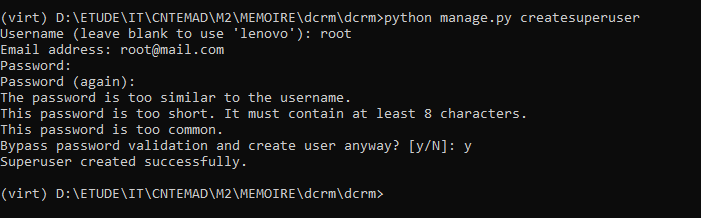 (virt) D:\ETUDE\IT\CNTEMAD\M2\MEMOIRE\dcrm\dcrm>python manage.py createsuperuser
Username (leave blank to use 'lenovo'): root
Email address: root@mail.com
Password:
Password (again):
The password is too similar to the username.
This password is too short. It must contain at least 8 characters.
This password is too common.
Bypass password validation and create user anyway? [y/N]: y
Superuser created successfully.
(virt) D:\ETUDE\IT\CNTEMAD\M2\MEMOIRE\dcrm\dcrm>